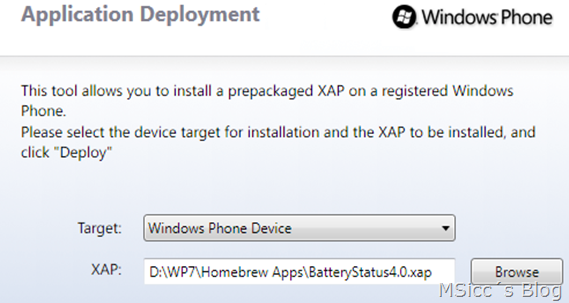 Application Deployment
Windows Phone
This tool allows you to install a prepackaged XAP on a registered Windows
Phone.
Please select the device target for installation and the XAP to be installed, and
click "Deploy"
Target: Windows Phone Device
XAP: D:\WP7\Homebrew Apps\BatteryStatus4.0.xap Browse
MSicc´s Blog